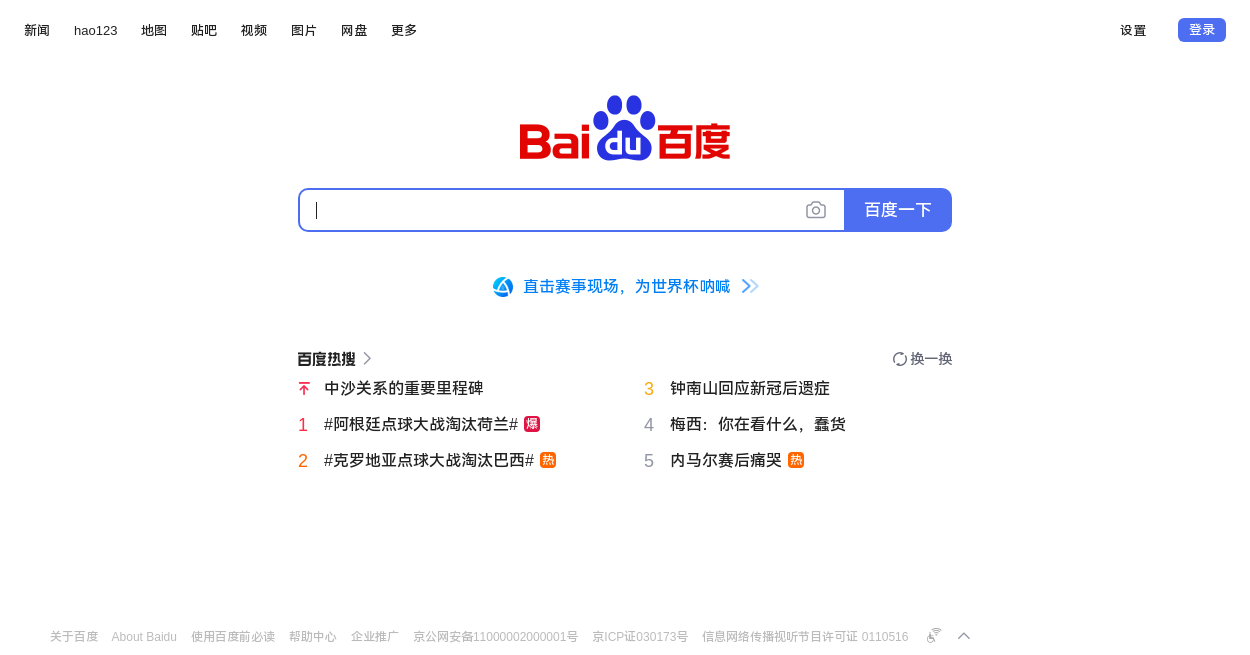 新闻 hao123 地图 贴吧 视频 图片 网盘 更多 设置 登录
Bai du 百度
百度一下
直击赛事现场，为世界杯呐喊
百度热搜 换一换
中沙关系的重要里程碑
1 #阿根廷点球大战淘汰荷兰# 爆
2 #克罗地亚点球大战淘汰巴西# 热
3 钟南山回应新冠后遗症
4 梅西：你在看什么，蠢货
5 内马尔赛后痛哭 热
关于百度 About Baidu 使用百度前必读 帮助中心 企业推广 京公网安备11000002000001号 京ICP证030173号 信息网络传播视听节目许可证 0110516